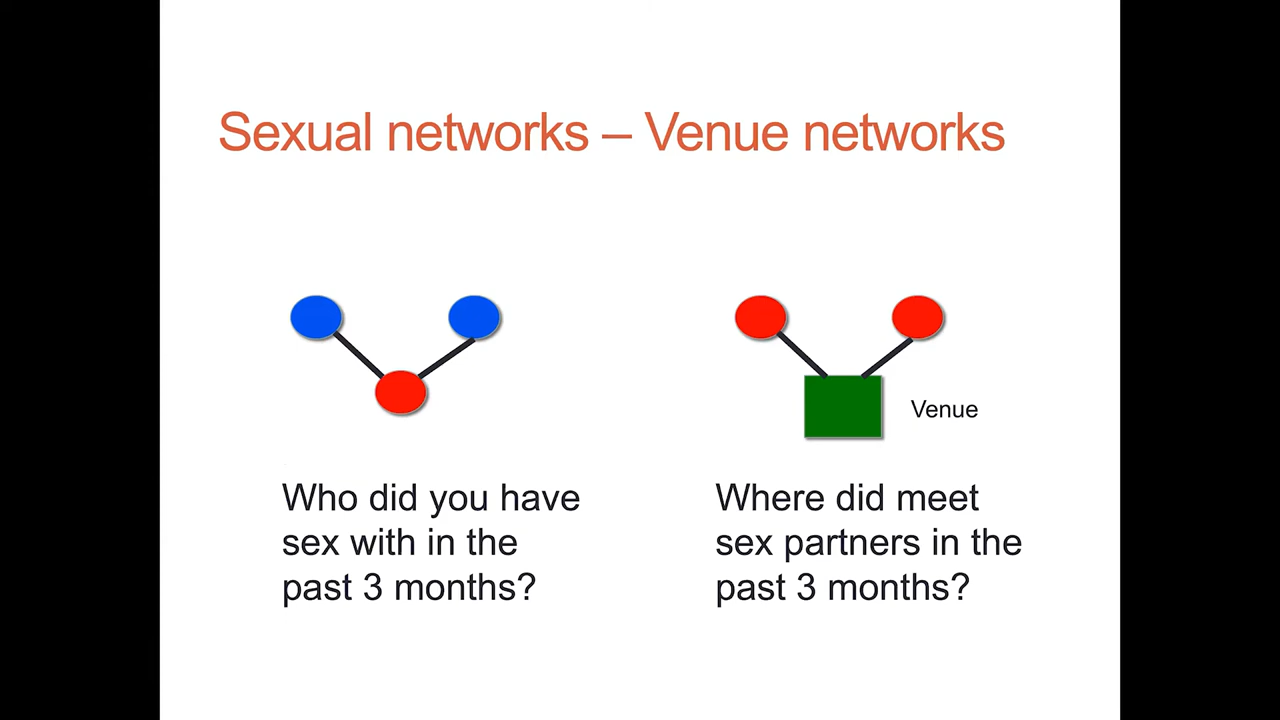 Sexual networks – Venue networks
Venue
Who did you have
sex with in the
past 3 months?
Where did meet
sex partners in the
past 3 months?